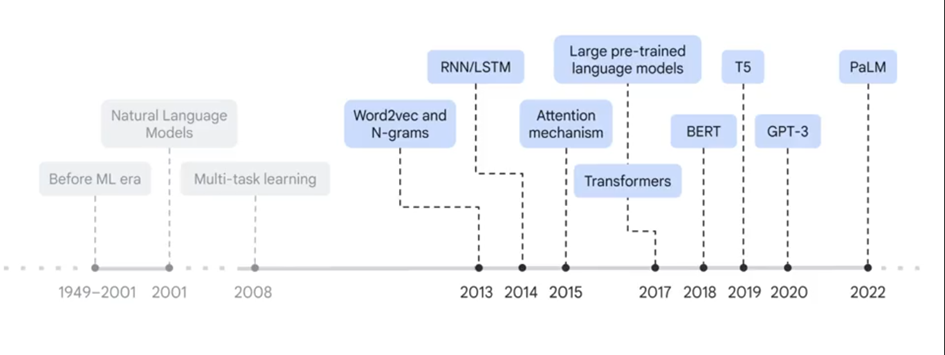 RNN/LSTM
Large pre-trained
language models
T5
PaLM
Natural Language
Models
Word2vec and
N-grams
Attention
mechanism
BERT
GPT-3
Before ML era
Multi-task learning
Transformers
1949–2001
2001
2008
2013
2014
2015
2017
2018
2019
2020
2022